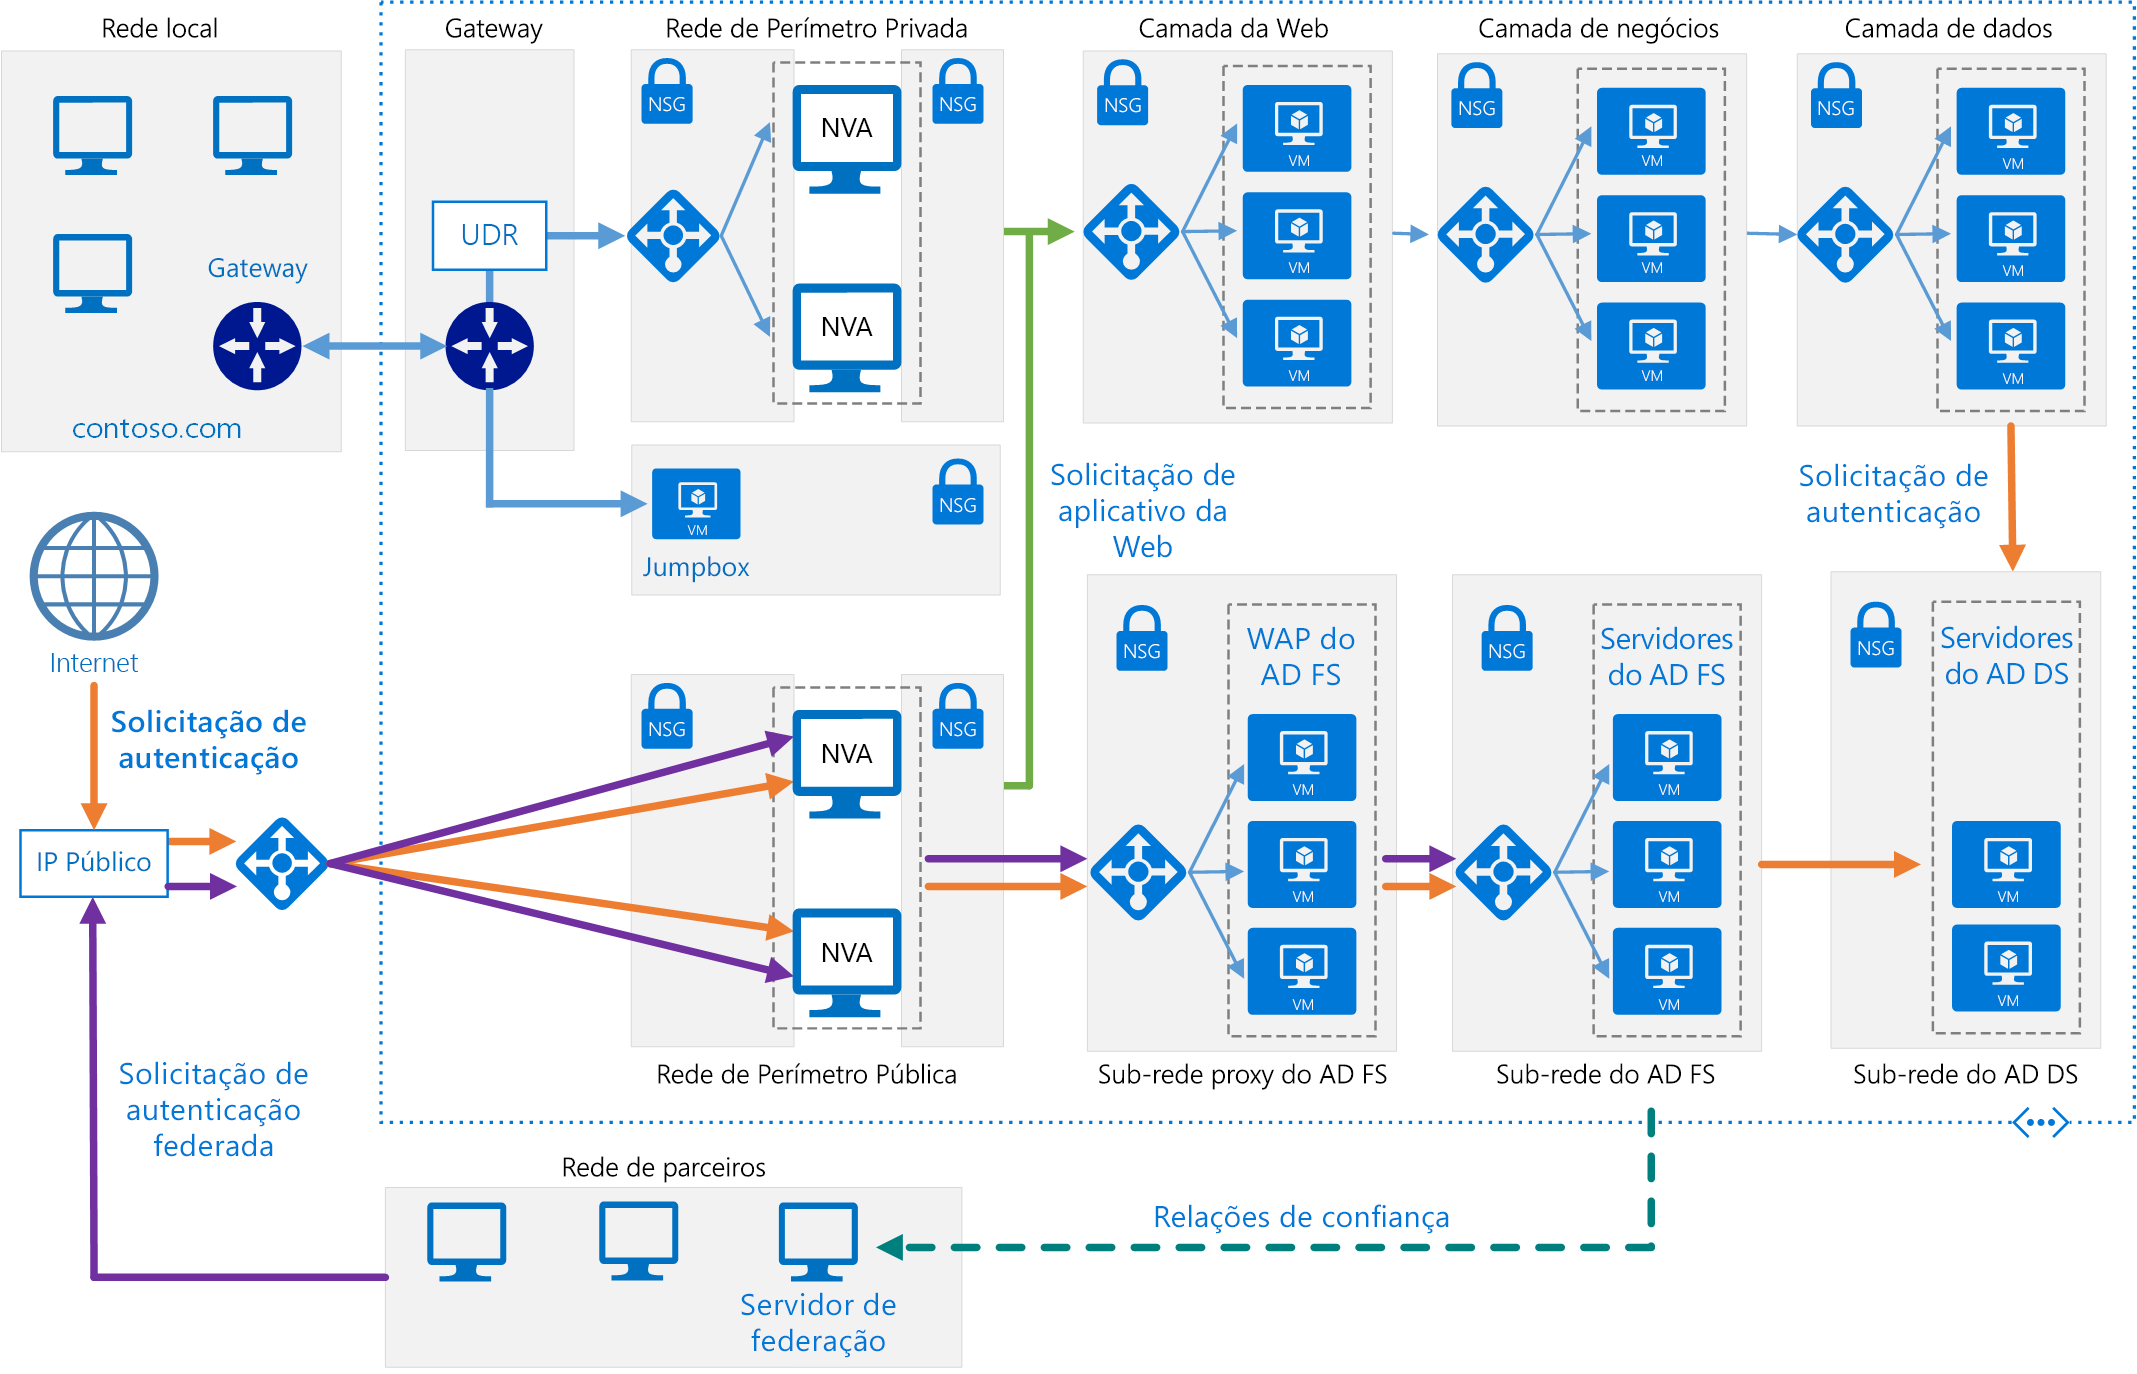 Rede local
Gateway
Rede de Perímetro Privada
Camada da Web
Camada de negócios
Camada de dados
NSG
NVA
NSG
NSG
VM
NSG
VM
NSG
VM
UDR
Gateway
VM
VM
VM
NVA
VM
VM
VM
contoso.com
NSG
VM
Jumpbox
Solicitação de
aplicativo da
Web
Solicitação de
autenticação
Internet
Solicitação de
autenticação
NSG
NVA
NSG
NSG
WAP do
AD FS
NSG
Servidores
do AD FS
NSG
Servidores
do AD DS
VM
VM
IP Público
VM
VM
VM
NVA
VM
VM
VM
Rede de Perímetro Pública
Sub-rede proxy do AD FS
Sub-rede do AD FS
Sub-rede do AD DS
Solicitação de
autenticação
federada
Rede de parceiros
Relações de confiança
Servidor de
federação